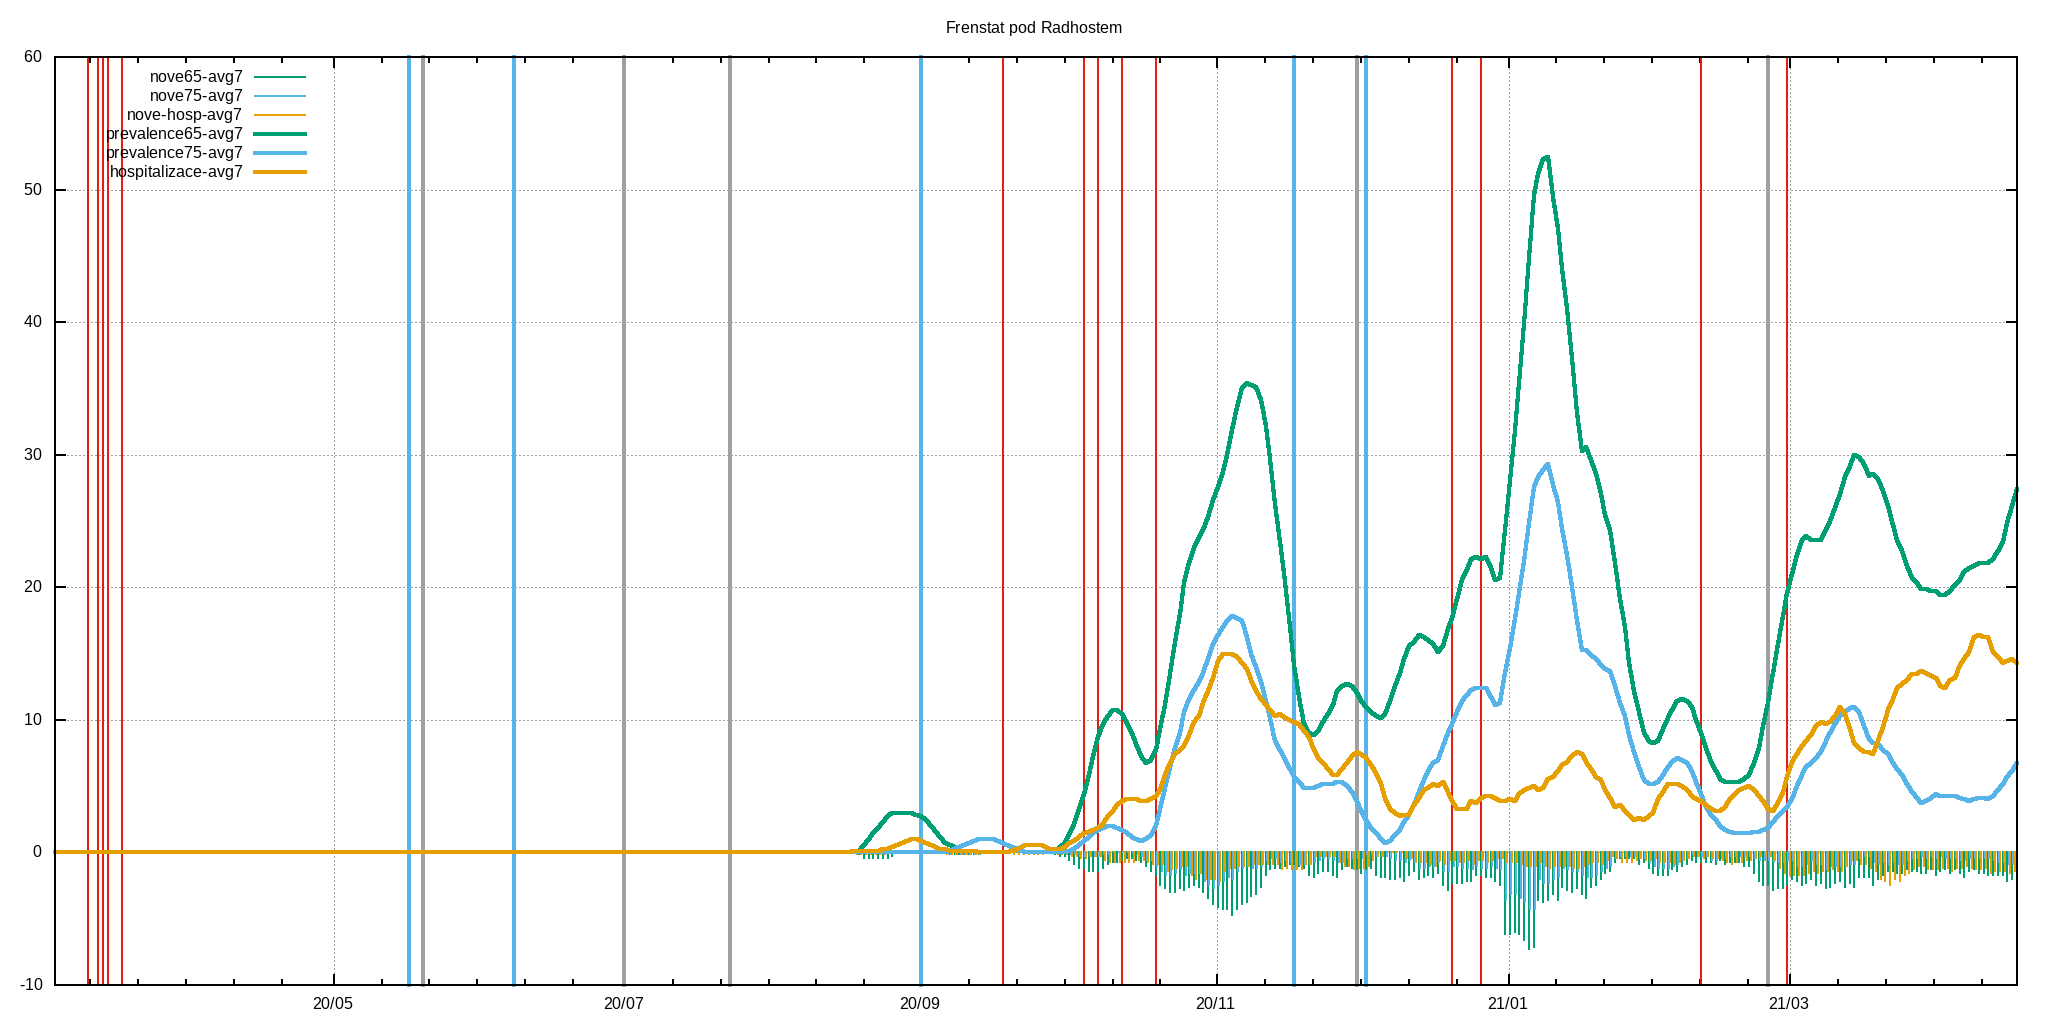 Frenstat pod Radhostem
60
50
40
30
20
10
0
-10
nove65-avg7
nove75-avg7
nove-hosp-avg7
prevalence65-avg7
prevalence75-avg7
hospitalizace-avg7
20/05 20/07 20/09 20/11 21/01 21/03